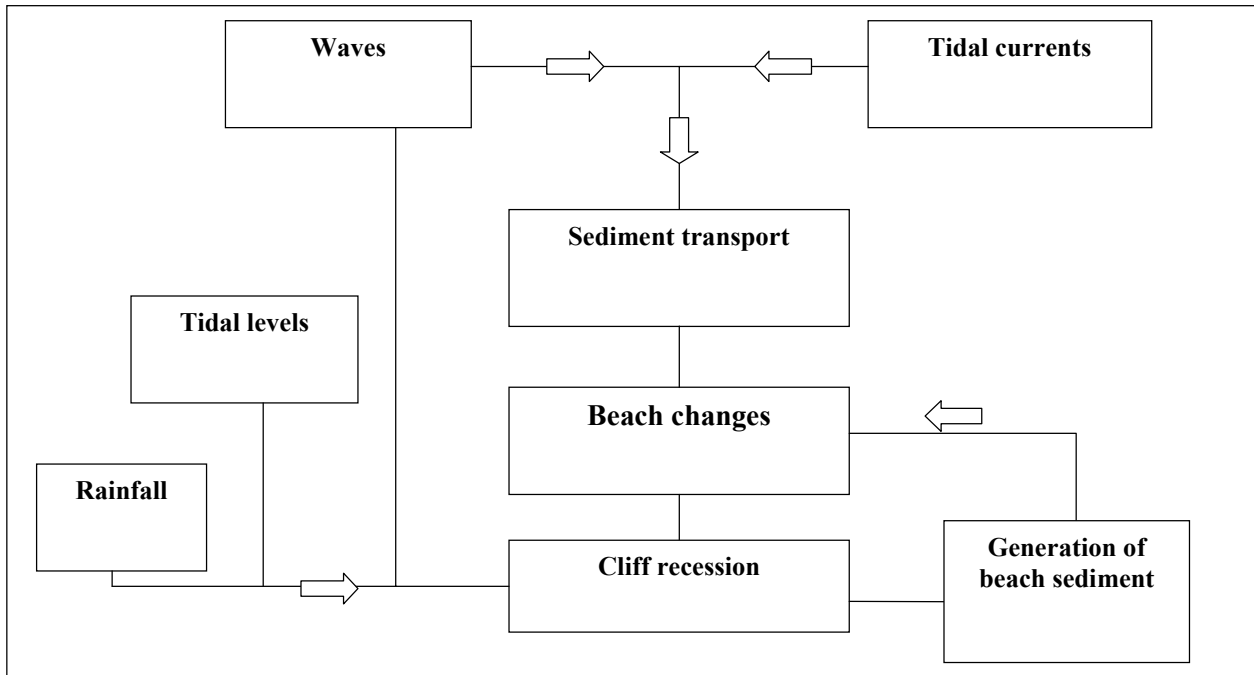 Waves
Tidal currents
Sediment transport
Tidal levels
Beach changes
Rainfall
Cliff recession
Generation of
beach sediment